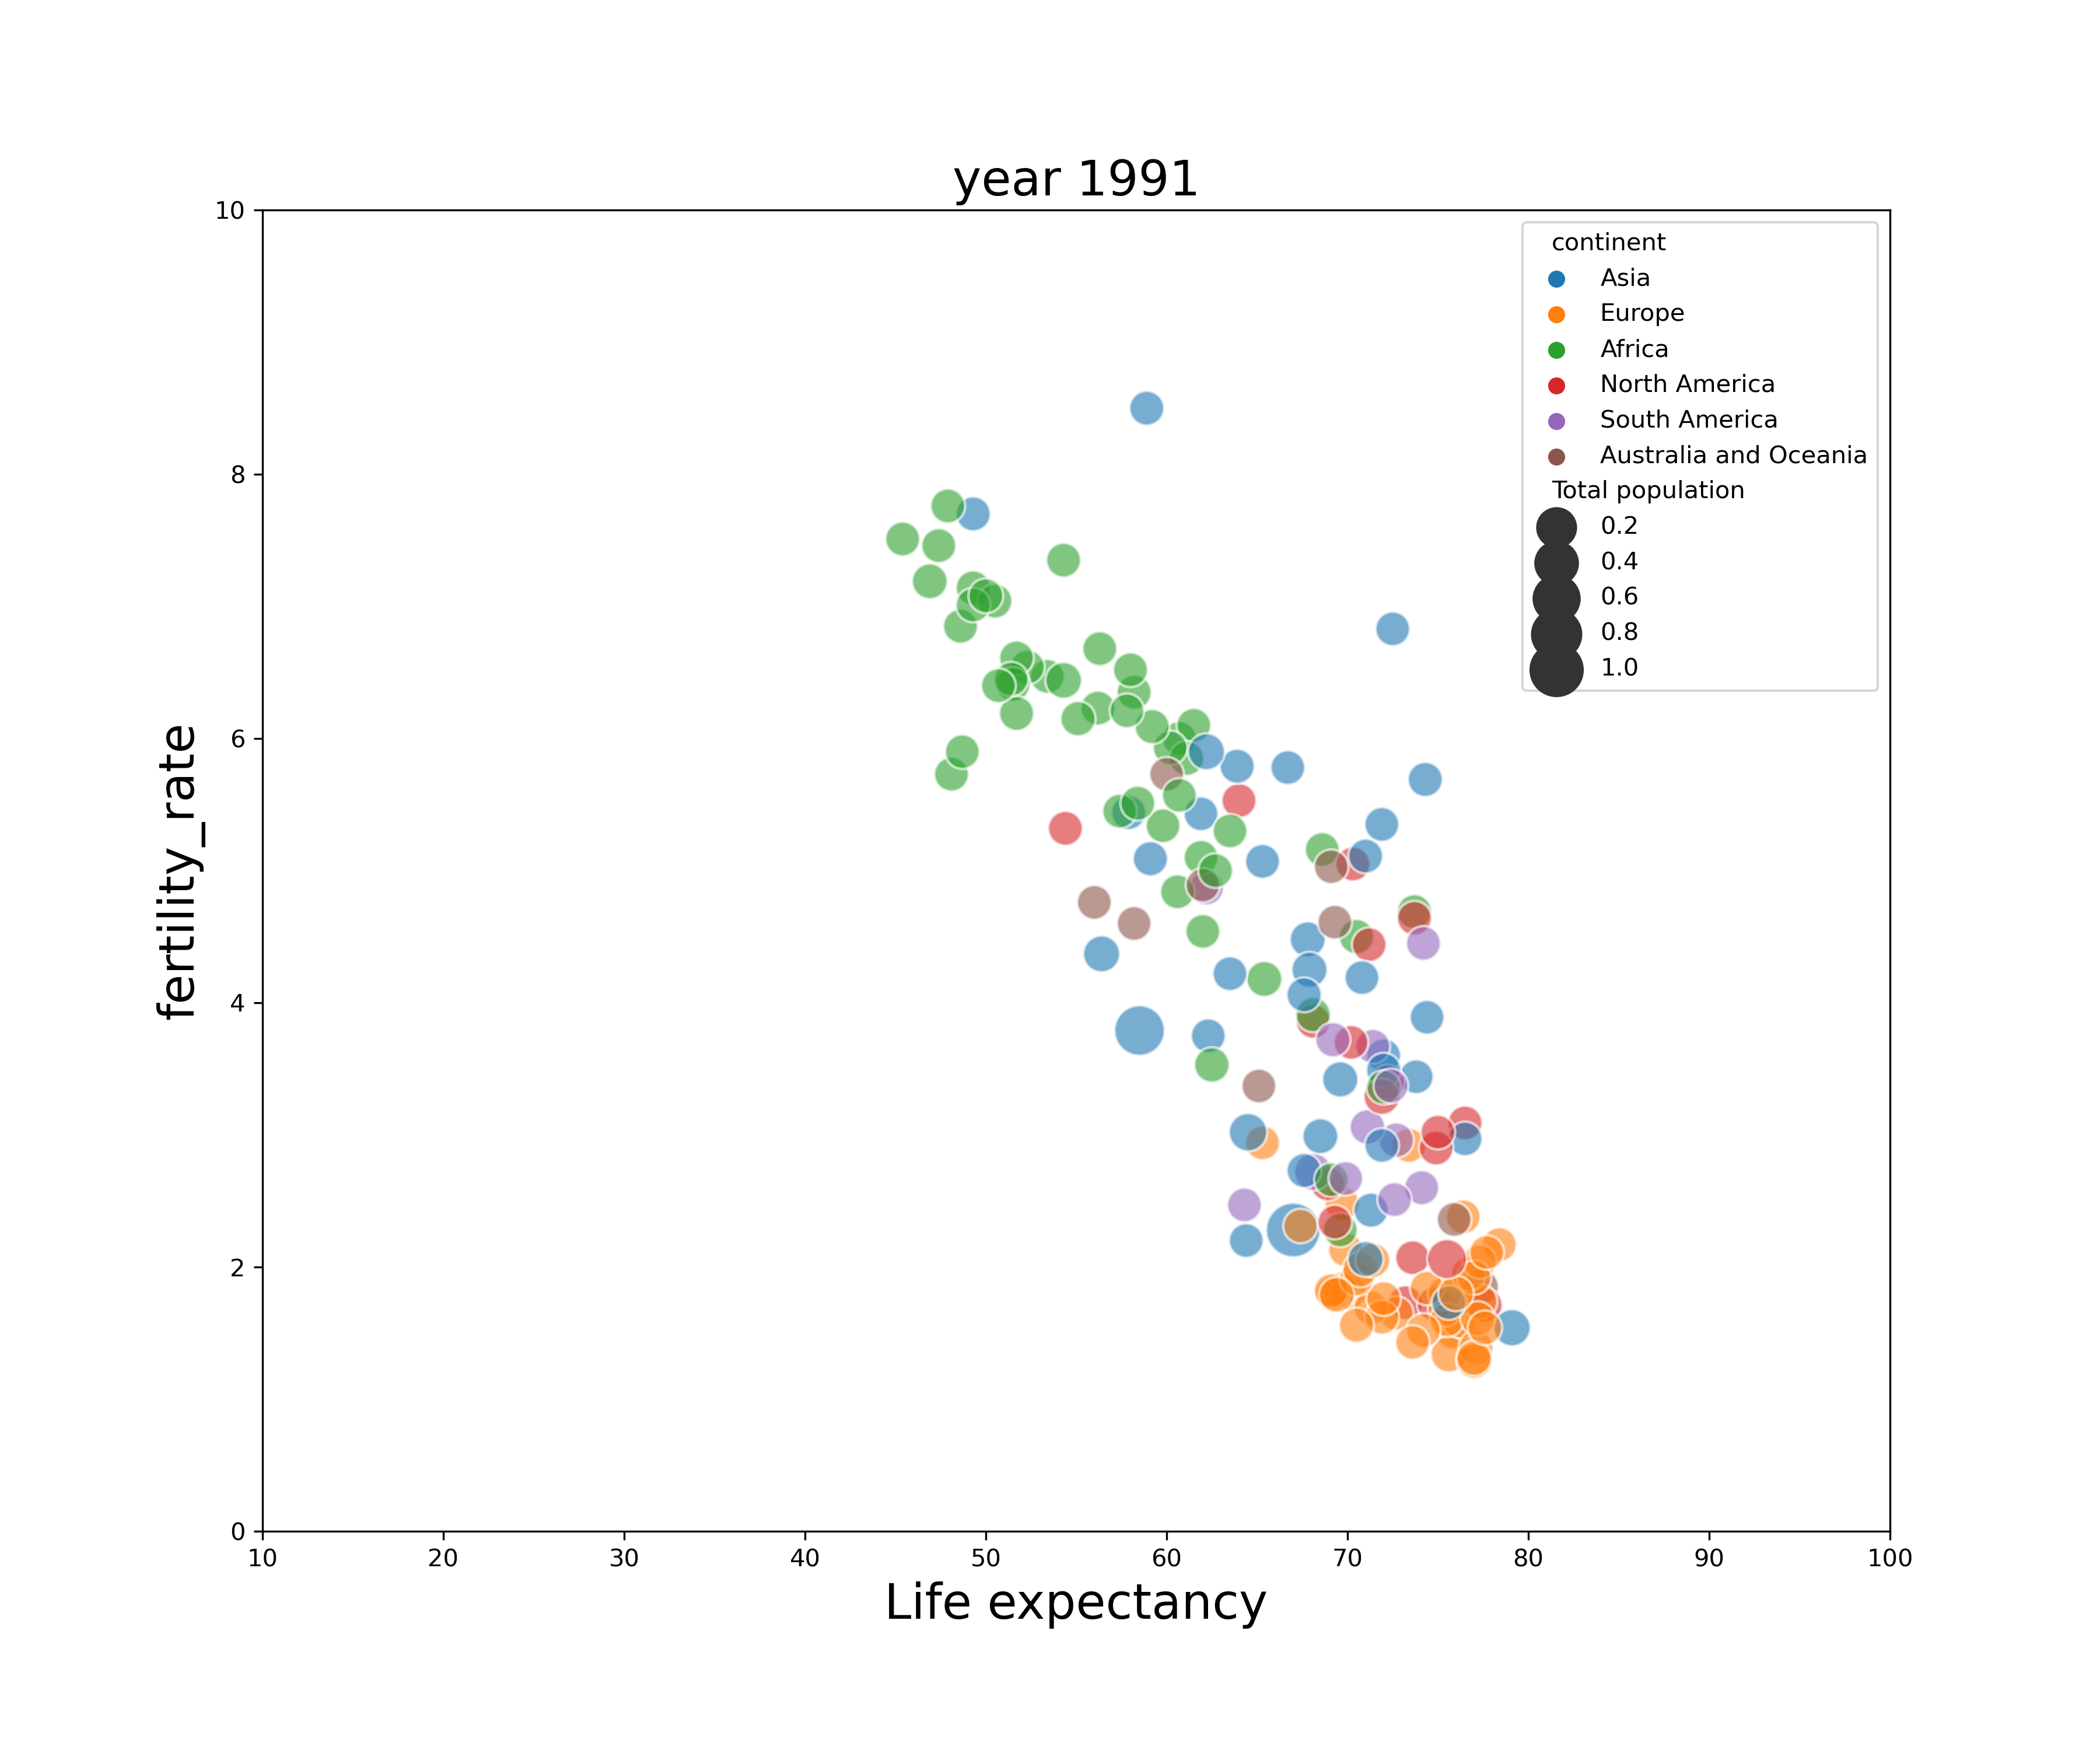 year 1991
10
8
6
4
2
0
fertility_rate
continent
Asia
Europe
Africa
North America
South America
Australia and Oceania
Total population
0.2
0.4
0.6
0.8
1.0
10 20 30 40 50 60 70 80 90 100
Life expectancy